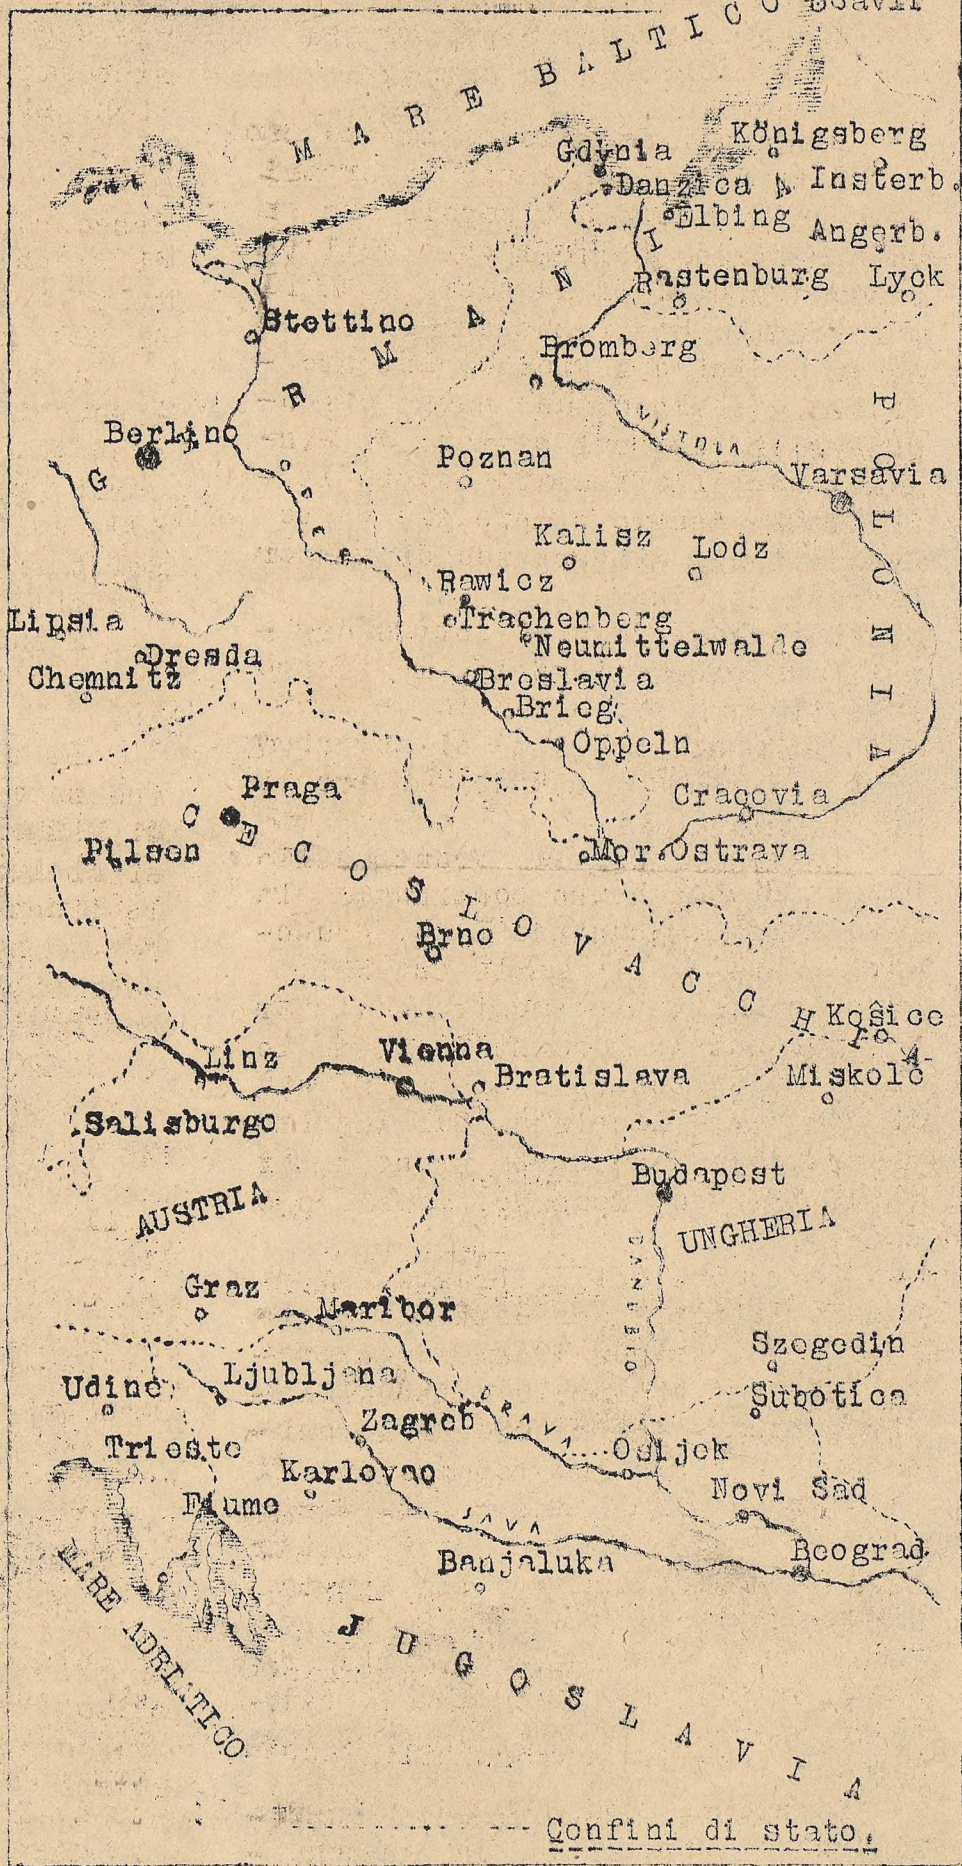 MARE BALTICO
Königsberg
Gdynia
Danzica
Insterb.
Elbing
Angerb.
Rastenburg
Lyck
Stettino
GERMANIA
Bromberg
Berlino
VISTOLA
Poznan
Varsavia
POLONIA
Kalisz
Lodz
Rawicz
Lipsia
Trachenberg
Neumittelwalde
Dresda
Chemnitz
Breslavia
Brieg
Oppeln
Praga
Cracovia
Pilsen
Mor.Ostrava
CECOSLOVACCHIA
Brno
Košice
Linz
Vienna
Bratislava
Miskolc
Salisburgo
Budapest
AUSTRIA
UNGHERIA
DANUBIO
Graz
Maribor
Szegedin
Ljubljana
Udine
Subotica
DRAVA
Zagreb
Trieste
Osijek
Karlovac
Novi Sad
Fiume
SAVA
Beograd
Banjaluka
MARE ADRIATICO
JUGOSLAVIA
Confini di stato.